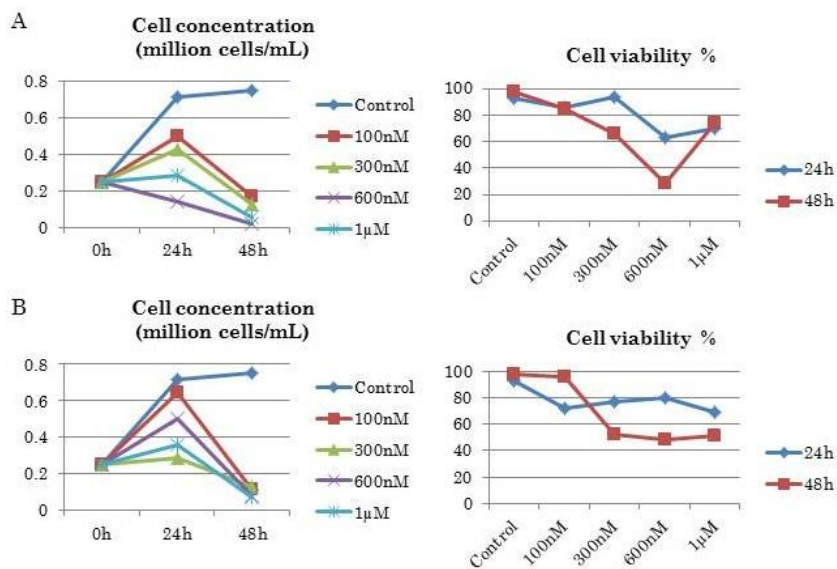 A
Cell concentration
(million cells/mL)
0.8
0.6
0.4
0.2
0
0h
24h
48h
Control
100nM
300nM
600nM
1µM
Cell viability %
100
80
60
40
20
0
Control
100nM
300nM
600nM
1µM
24h
48h
B
Cell concentration
(million cells/mL)
0.8
0.6
0.4
0.2
0
0h
24h
48h
Control
100nM
300nM
600nM
1µM
Cell viability %
100
80
60
40
20
0
Control
100nM
300nM
600nM
1µM
24h
48h